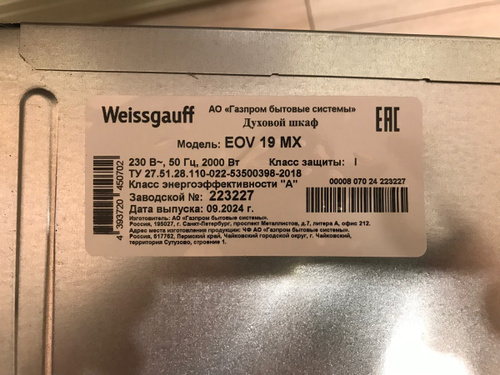 Weissgauff
АО «Газпром бытовые системы»
Духовой шкаф
EAC
Модель: EOV 19 MX
230 В~, 50 Гц, 2000 Вт Класс защиты: I
ТУ 27.51.28.110-022-53500398-2018
Класс энергоэффективности "А"
Заводской №: 223227
Дата выпуска: 09.2024 г.
00008 070 24 223227
Изготовитель: АО «Газпром бытовые системы».
Россия, 195027, г. Санкт-Петербург, проспект Металлистов, д.7, литера А, офис 212.
Адрес места изготовления продукции: ЧФ АО «Газпром бытовые системы».
Россия, 617762, Пермский край, Чайковский городской округ, г. Чайковский,
территория Сутузово, строение 1.
4 393720 450702